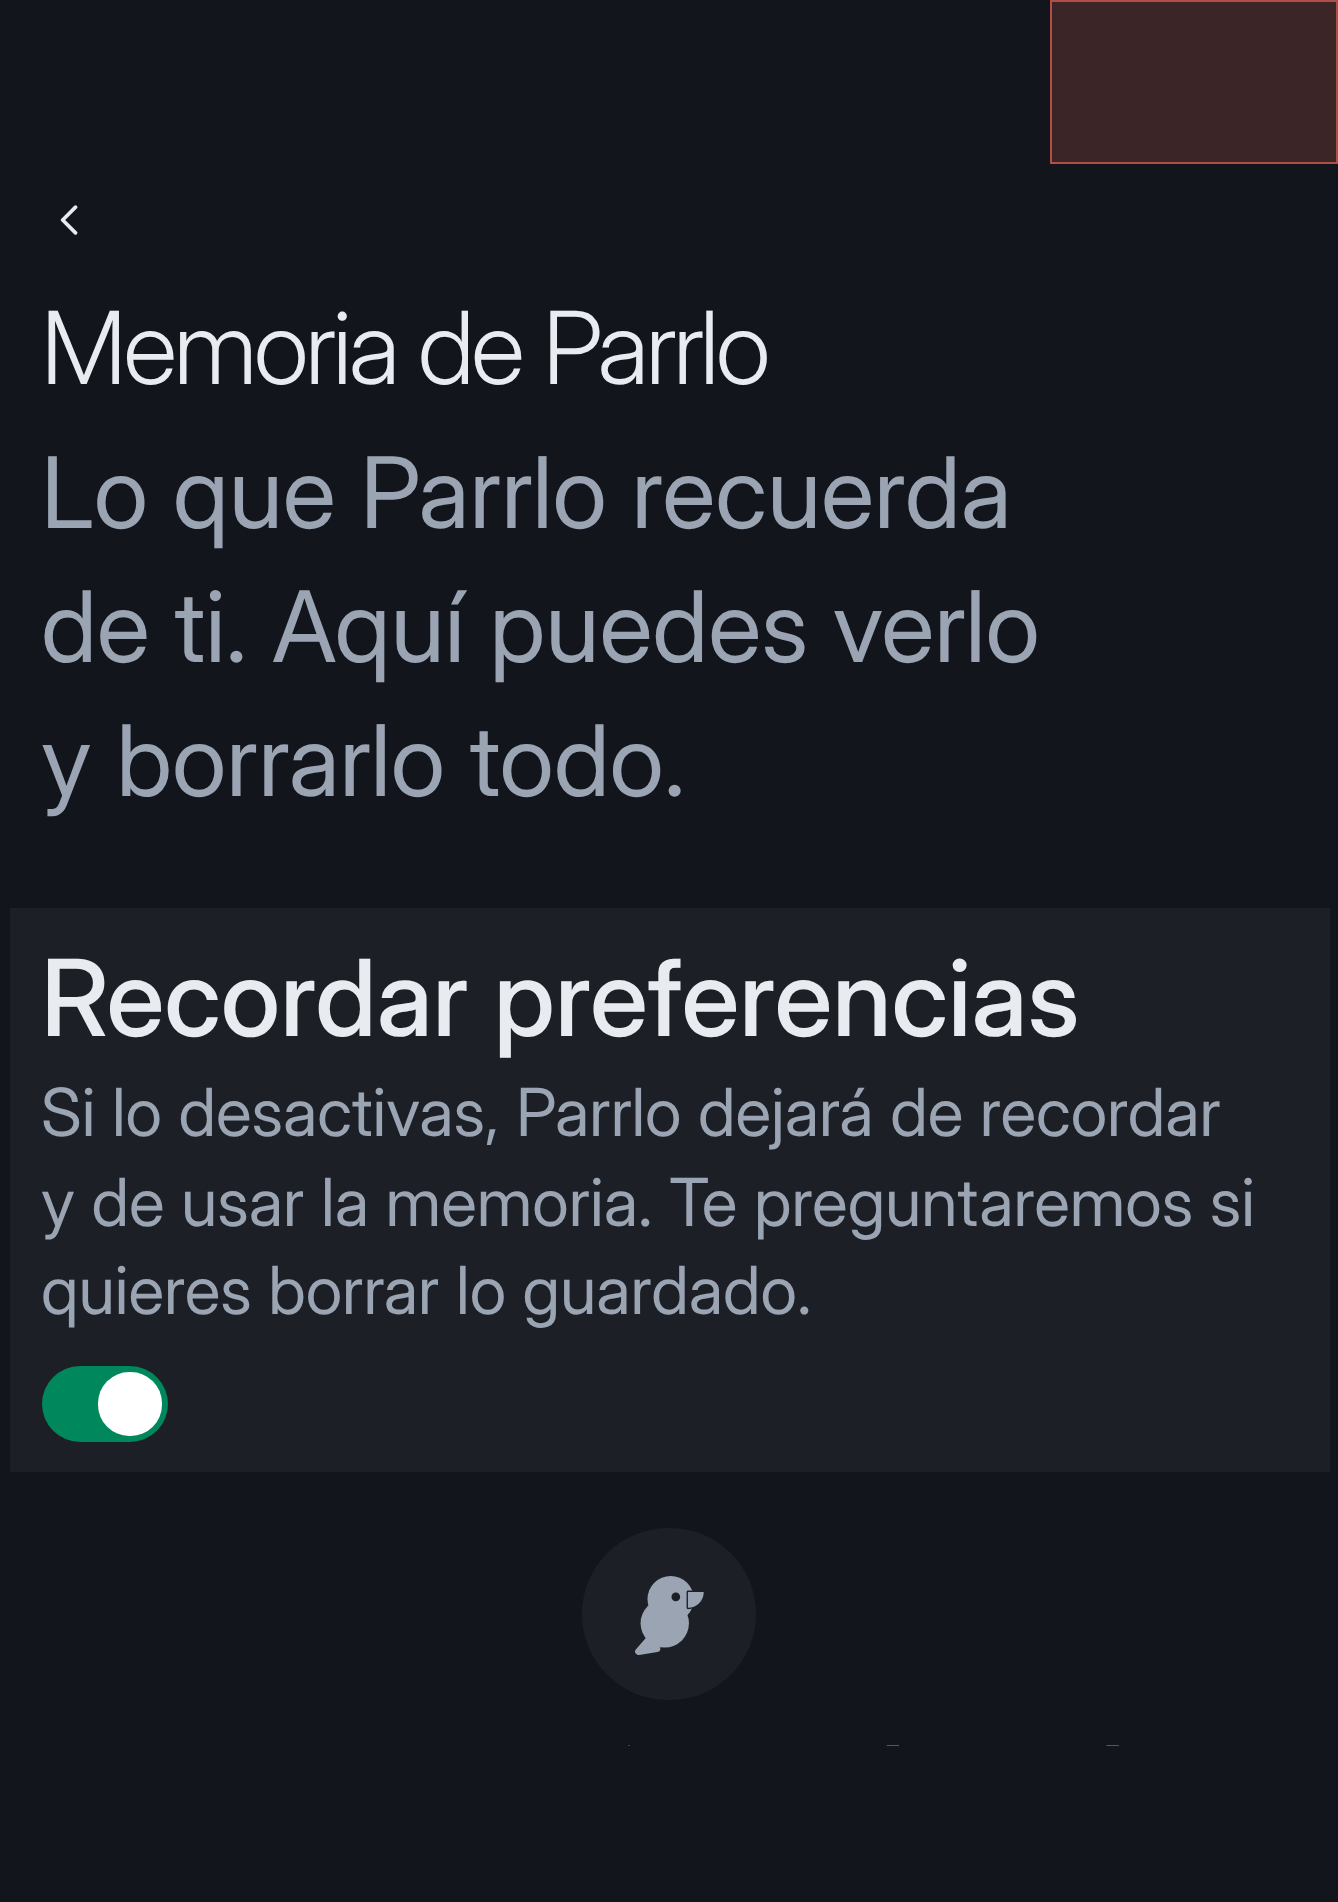 Memoria de Parrlo
Lo que Parrlo recuerda
de ti. Aquí puedes verlo
y borrarlo todo.
Recordar preferencias
Si lo desactivas, Parrlo dejará de recordar
y de usar la memoria. Te preguntaremos si
quieres borrar lo guardado.